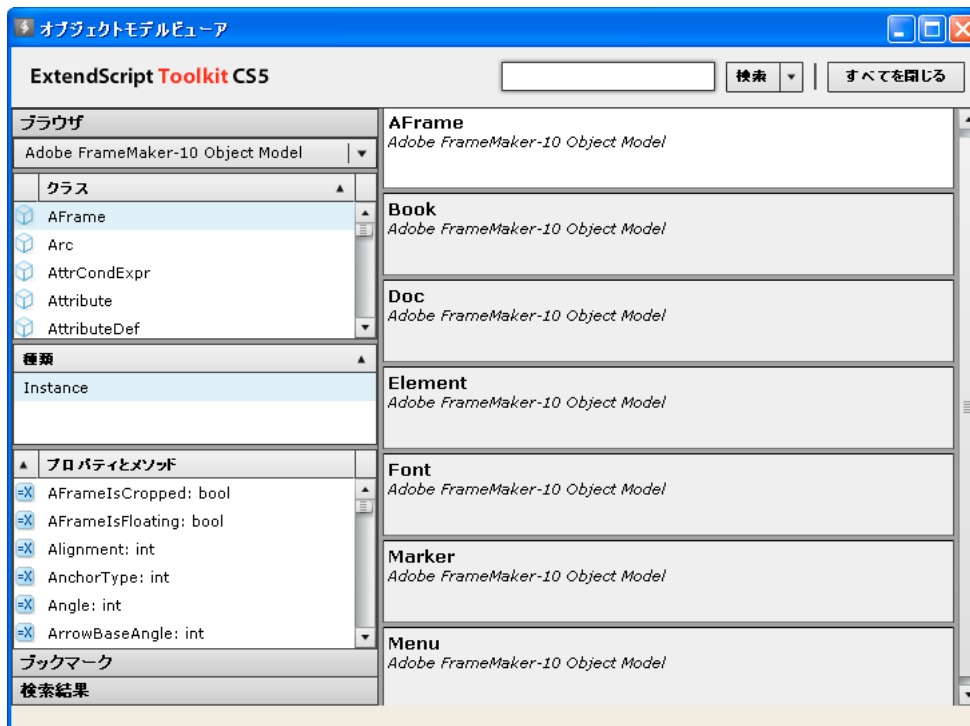 オブジェクトモデルビューア
ExtendScript Toolkit CS5
検索
すべてを閉じる
ブラウザ
Adobe FrameMaker-10 Object Model
クラス
AFrame
Arc
AttrCondExpr
Attribute
AttributeDef
種類
Instance
プロパティとメソッド
AFrameIsCropped: bool
AFrameIsFloating: bool
Alignment: int
AnchorType: int
Angle: int
ArrowBaseAngle: int
ブックマーク
検索結果
AFrame
Adobe FrameMaker-10 Object Model
Book
Adobe FrameMaker-10 Object Model
Doc
Adobe FrameMaker-10 Object Model
Element
Adobe FrameMaker-10 Object Model
Font
Adobe FrameMaker-10 Object Model
Marker
Adobe FrameMaker-10 Object Model
Menu
Adobe FrameMaker-10 Object Model